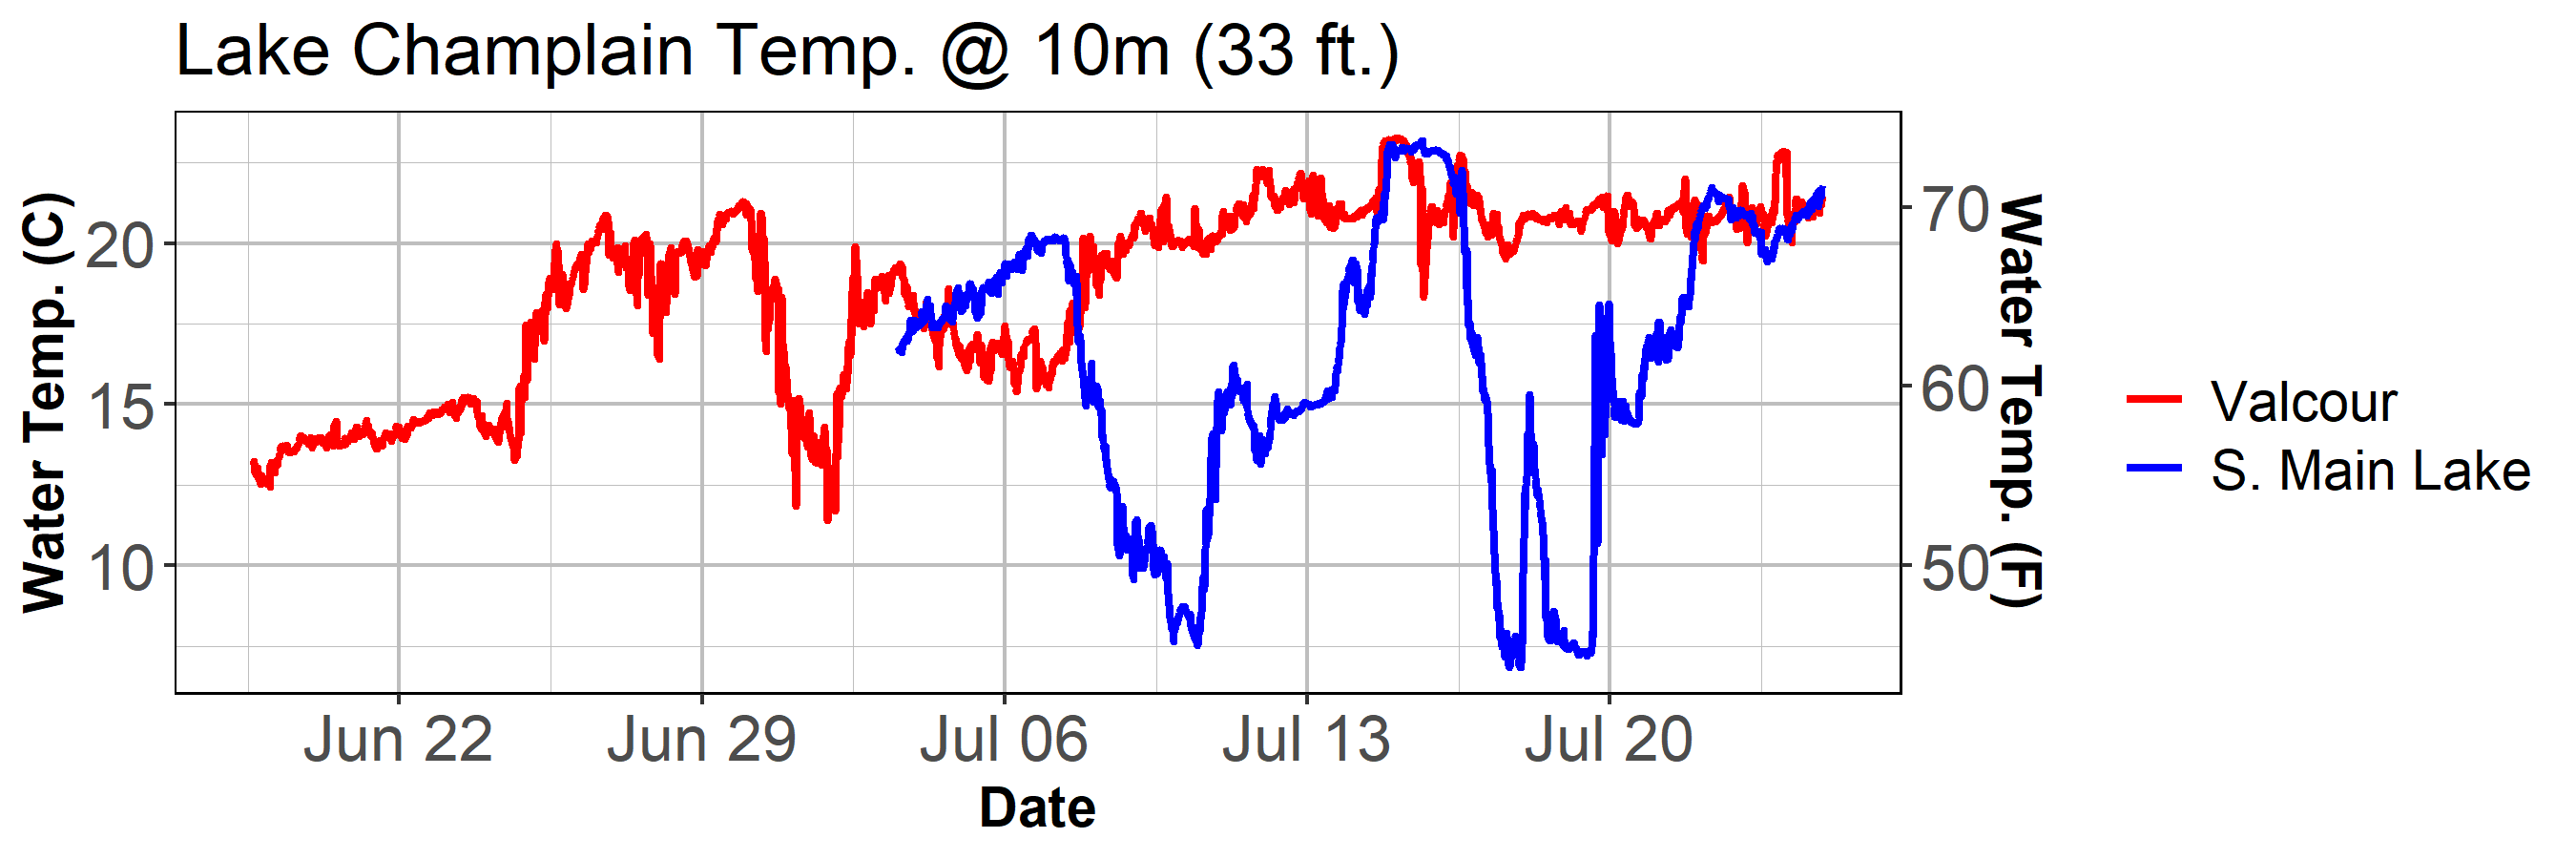 Lake Champlain Temp. @ 10m (33 ft.)
Water Temp. (C)
20
15
10
70
60
50
Water Temp. (F)
Jun 22
Jun 29
Jul 06
Jul 13
Jul 20
Date
Valcour
S. Main Lake